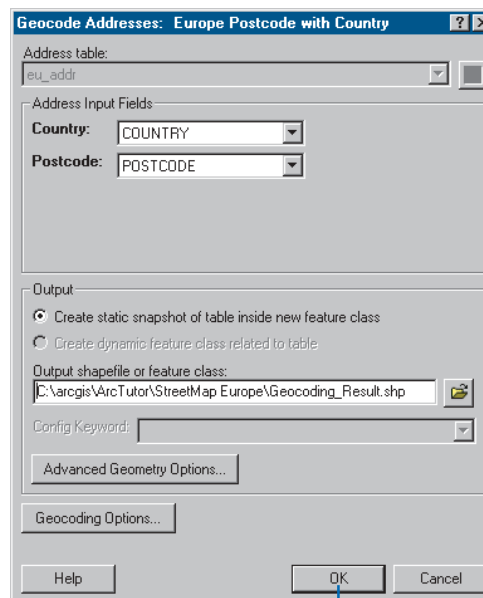 Geocode Addresses: Europe Postcode with Country
Address table:
eu_addr
Address Input Fields
Country:
COUNTRY
Postcode:
POSTCODE
Output
Create static snapshot of table inside new feature class
Create dynamic feature class related to table
Output shapefile or feature class:
C:\arcgis\ArcTutor\StreetMap Europe\Geocoding_Result.shp
Config Keyword:
Advanced Geometry Options...
Geocoding Options...
Help
OK
Cancel